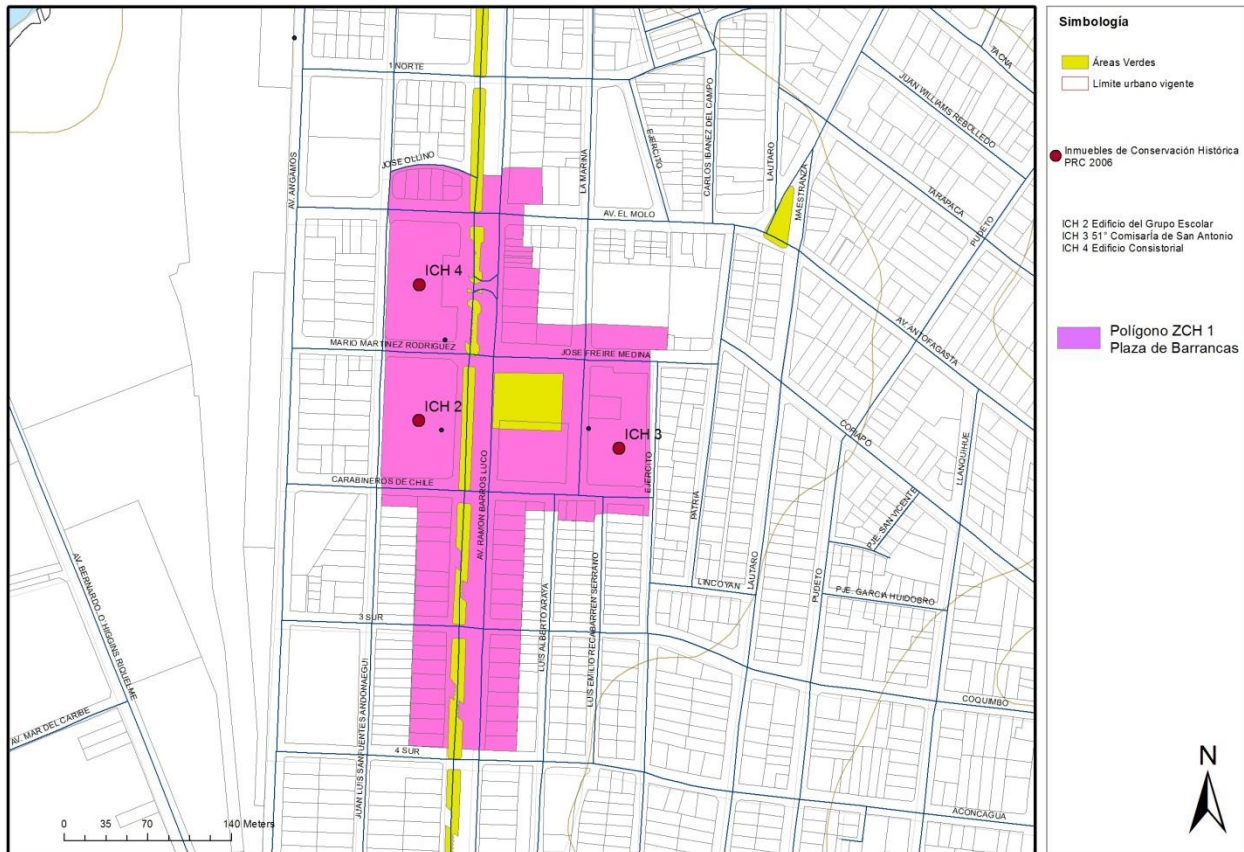 1 NORTE
JOSE OLLINO
AV. ANGAMOS
LA MARINA
EJERCITO
CARLOS IBAÑEZ DEL CAMPO
LAUTARO
MAESTRANZA
TACNA
JUAN WILLIAMS REBOLLEDO
TARAPACA
PUDETO
AV. EL MOLO
AV. ANTOFAGASTA
ICH 4
MARIO MARTINEZ RODRIGUEZ
JOSE FREIRE MEDINA
ICH 2
ICH 3
CARABINEROS DE CHILE
AV. RAMON BARROS LUCO
EJERCITO
PATRIA
COPIAPO
LLANQUIHUE
PJE. SAN VICENTE
LAUTARO
PUDETO
LINCOYAN
PJE. GARCIA HUIDOBRO
AV. BERNARDO O´HIGGINS RIQUELME
3 SUR
LUIS ALBERTO ARAYA
LUIS EMILIO RECABARREN SERRANO
JUAN LUIS SANFUENTES ANDONAEGUI
COQUIMBO
AV. MAR DEL CARIBE
4 SUR
ACONCAGUA
0 35 70 140 Meters
Simbología
Áreas Verdes
Límite urbano vigente
Inmuebles de Conservación Histórica
PRC 2006
ICH 2 Edificio del Grupo Escolar
ICH 3 51° Comisaría de San Antonio
ICH 4 Edificio Consistorial
Polígono ZCH 1
Plaza de Barrancas
N